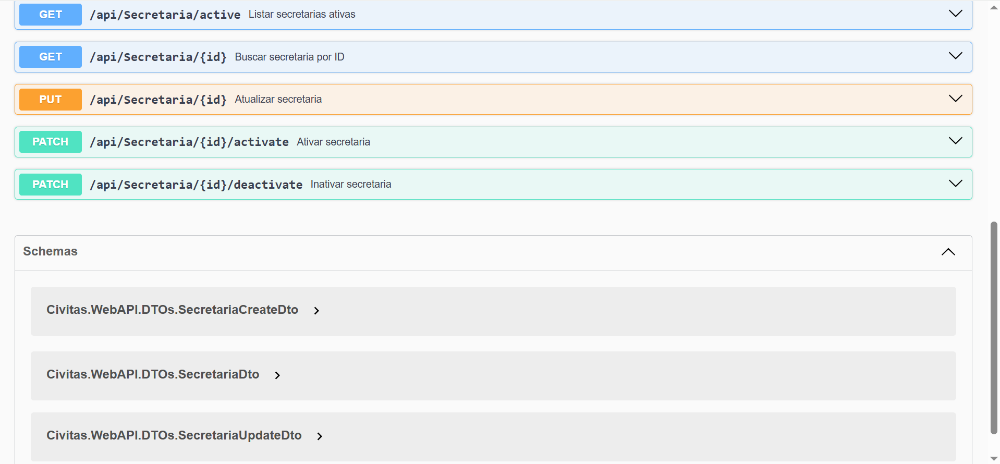 GET /api/Secretaria/active Listar secretarias ativas
GET /api/Secretaria/{id} Buscar secretaria por ID
PUT /api/Secretaria/{id} Atualizar secretaria
PATCH /api/Secretaria/{id}/activate Ativar secretaria
PATCH /api/Secretaria/{id}/deactivate Inativar secretaria
Schemas
Civitas.WebAPI.DTOs.SecretariaCreateDto
Civitas.WebAPI.DTOs.SecretariaDto
Civitas.WebAPI.DTOs.SecretariaUpdateDto